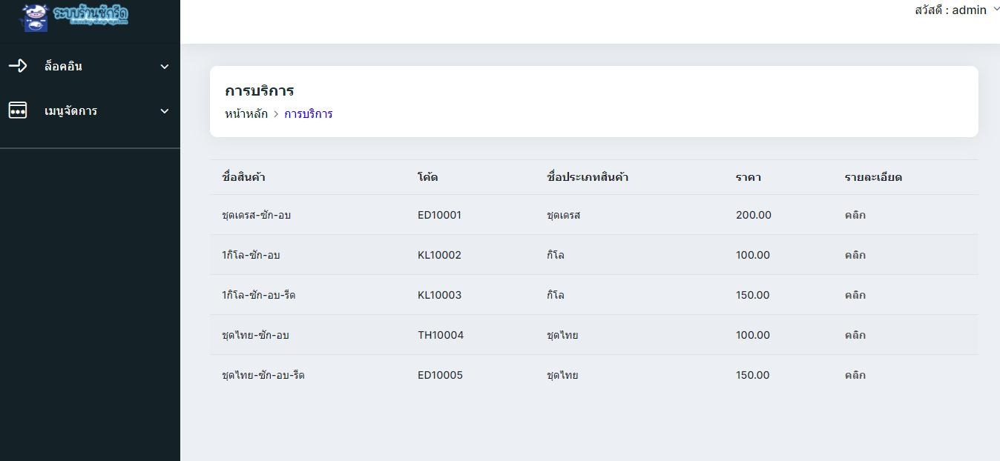 ระบบร้านซักรีด
สวัสดี : admin
ล็อคอิน
เมนูจัดการ
การบริการ
หน้าหลัก > การบริการ
ชื่อสินค้า โค้ด ชื่อประเภทสินค้า ราคา รายละเอียด
ชุดเดรส-ซัก-อบ ED10001 ชุดเดรส 200.00 คลิก
1กิโล-ซัก-อบ KL10002 กิโล 100.00 คลิก
1กิโล-ซัก-อบ-รีด KL10003 กิโล 150.00 คลิก
ชุดไทย-ซัก-อบ TH10004 ชุดไทย 100.00 คลิก
ชุดไทย-ซัก-อบ-รีด ED10005 ชุดไทย 150.00 คลิก